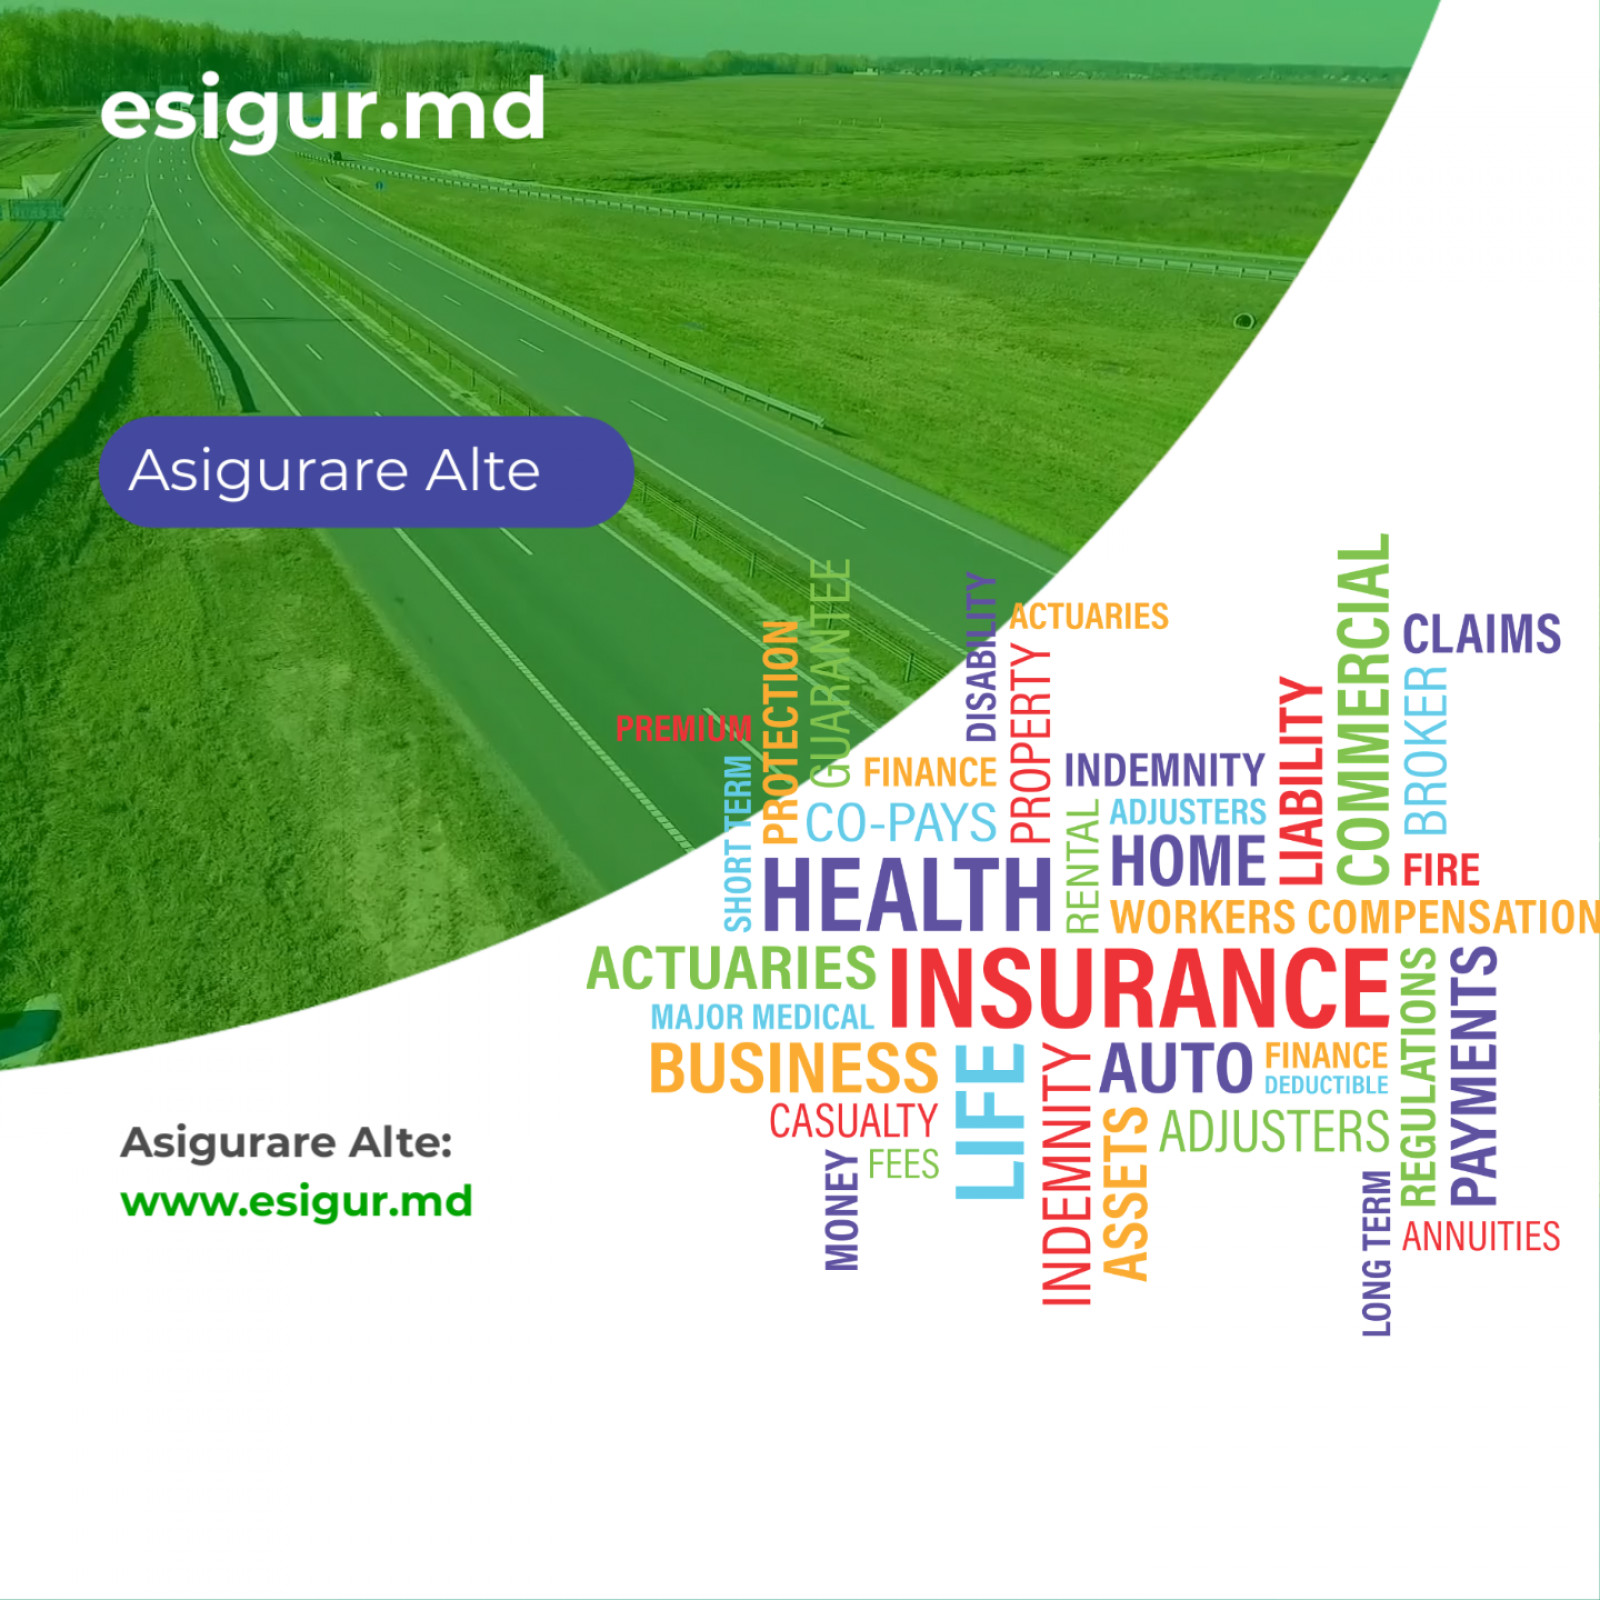 esigur.md
Asigurare Alte
COMMERCIAL
GUARANTEE
DISABILITY
ACTUARIES
CLAIMS
PROTECTION
PROPERTY
BROKER
LIABILITY
PREMIUM
SHORT TERM
FINANCE
INDEMNITY
CO-PAYS
RENTAL
ADJUSTERS
HOME
FIRE
HEALTH
WORKERS COMPENSATION
ACTUARIES
INSURANCE
REGULATIONS
PAYMENTS
MAJOR MEDICAL
BUSINESS
LIFE
INDEMNITY
AUTO
FINANCE
DEDUCTIBLE
CASUALTY
ASSETS
ADJUSTERS
MONEY
FEES
LONG TERM
ANNUITIES
Asigurare Alte:
www.esigur.md